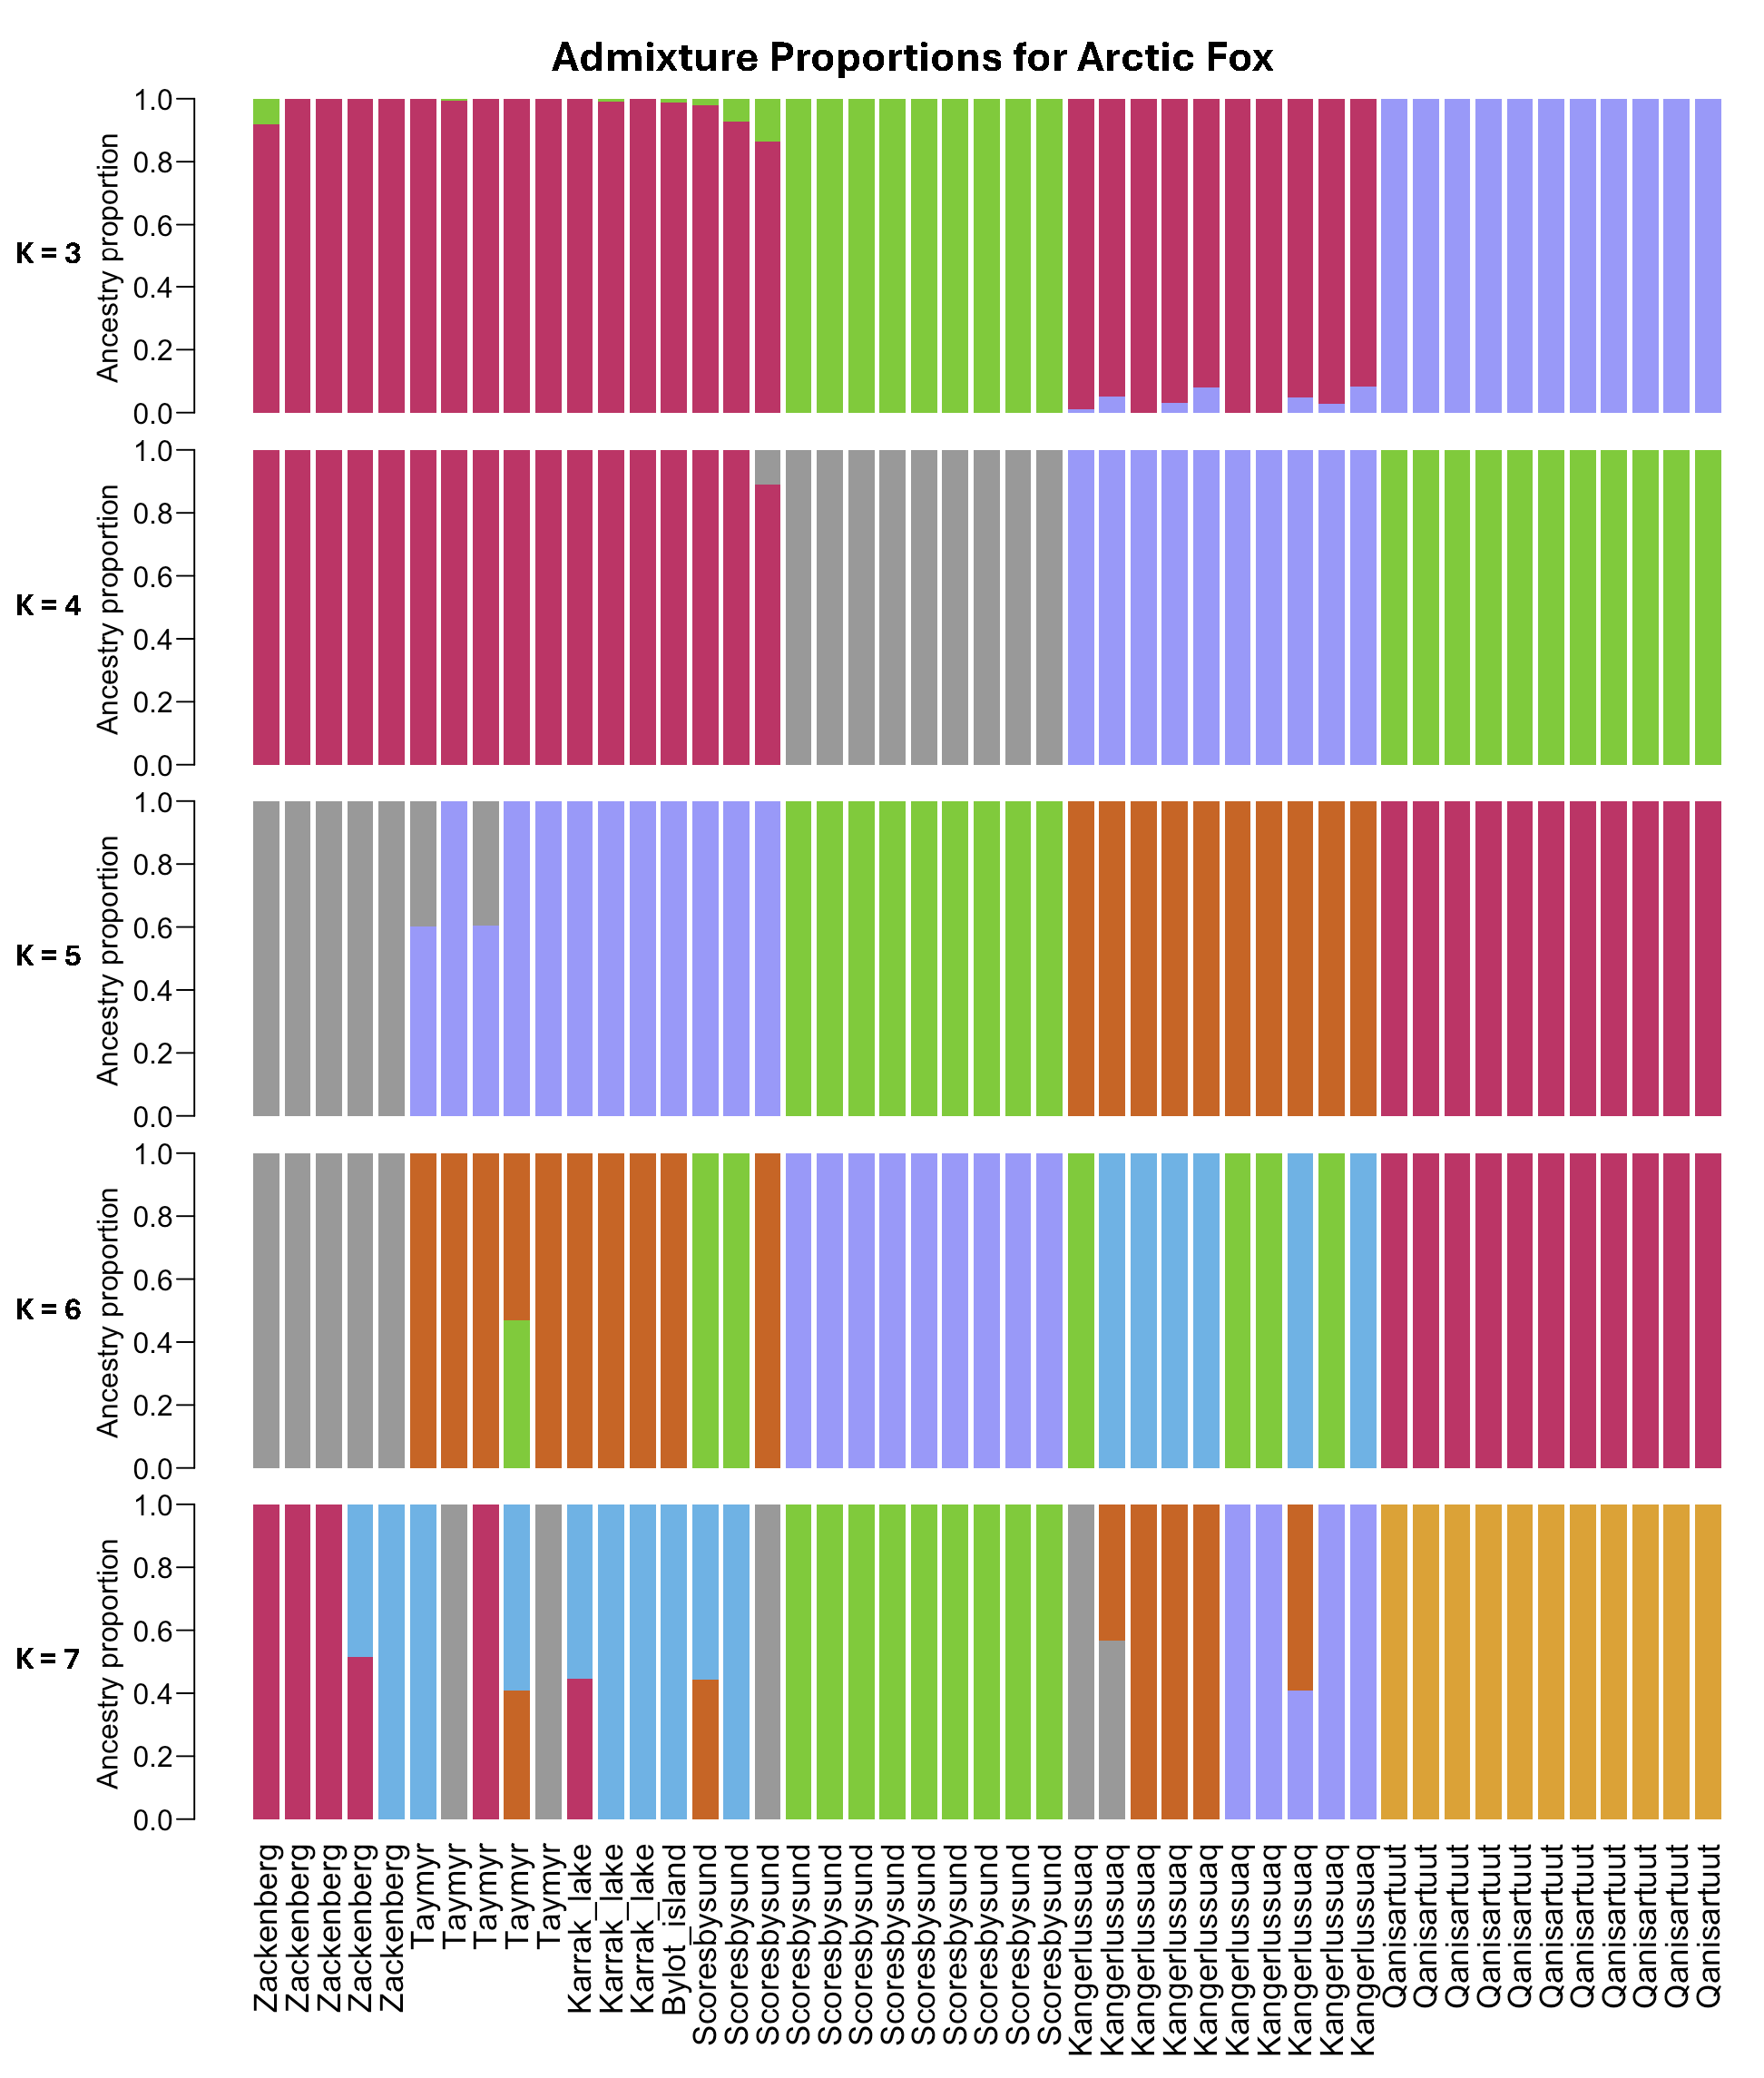 Admixture Proportions for Arctic Fox
K = 3
Ancestry proportion
1.0
0.8
0.6
0.4
0.2
0.0
K = 4
Ancestry proportion
1.0
0.8
0.6
0.4
0.2
0.0
K = 5
Ancestry proportion
1.0
0.8
0.6
0.4
0.2
0.0
K = 6
Ancestry proportion
1.0
0.8
0.6
0.4
0.2
0.0
K = 7
Ancestry proportion
1.0
0.8
0.6
0.4
0.2
0.0
Zackenberg
Zackenberg
Zackenberg
Zackenberg
Zackenberg
Taymyr
Taymyr
Taymyr
Taymyr
Taymyr
Karrak_lake
Karrak_lake
Karrak_lake
Bylot_island
Scoresbysund
Scoresbysund
Scoresbysund
Scoresbysund
Scoresbysund
Scoresbysund
Scoresbysund
Scoresbysund
Scoresbysund
Scoresbysund
Scoresbysund
Scoresbysund
Kangerlussuaq
Kangerlussuaq
Kangerlussuaq
Kangerlussuaq
Kangerlussuaq
Kangerlussuaq
Kangerlussuaq
Kangerlussuaq
Kangerlussuaq
Kangerlussuaq
Qanisartuut
Qanisartuut
Qanisartuut
Qanisartuut
Qanisartuut
Qanisartuut
Qanisartuut
Qanisartuut
Qanisartuut
Qanisartuut
Qanisartuut